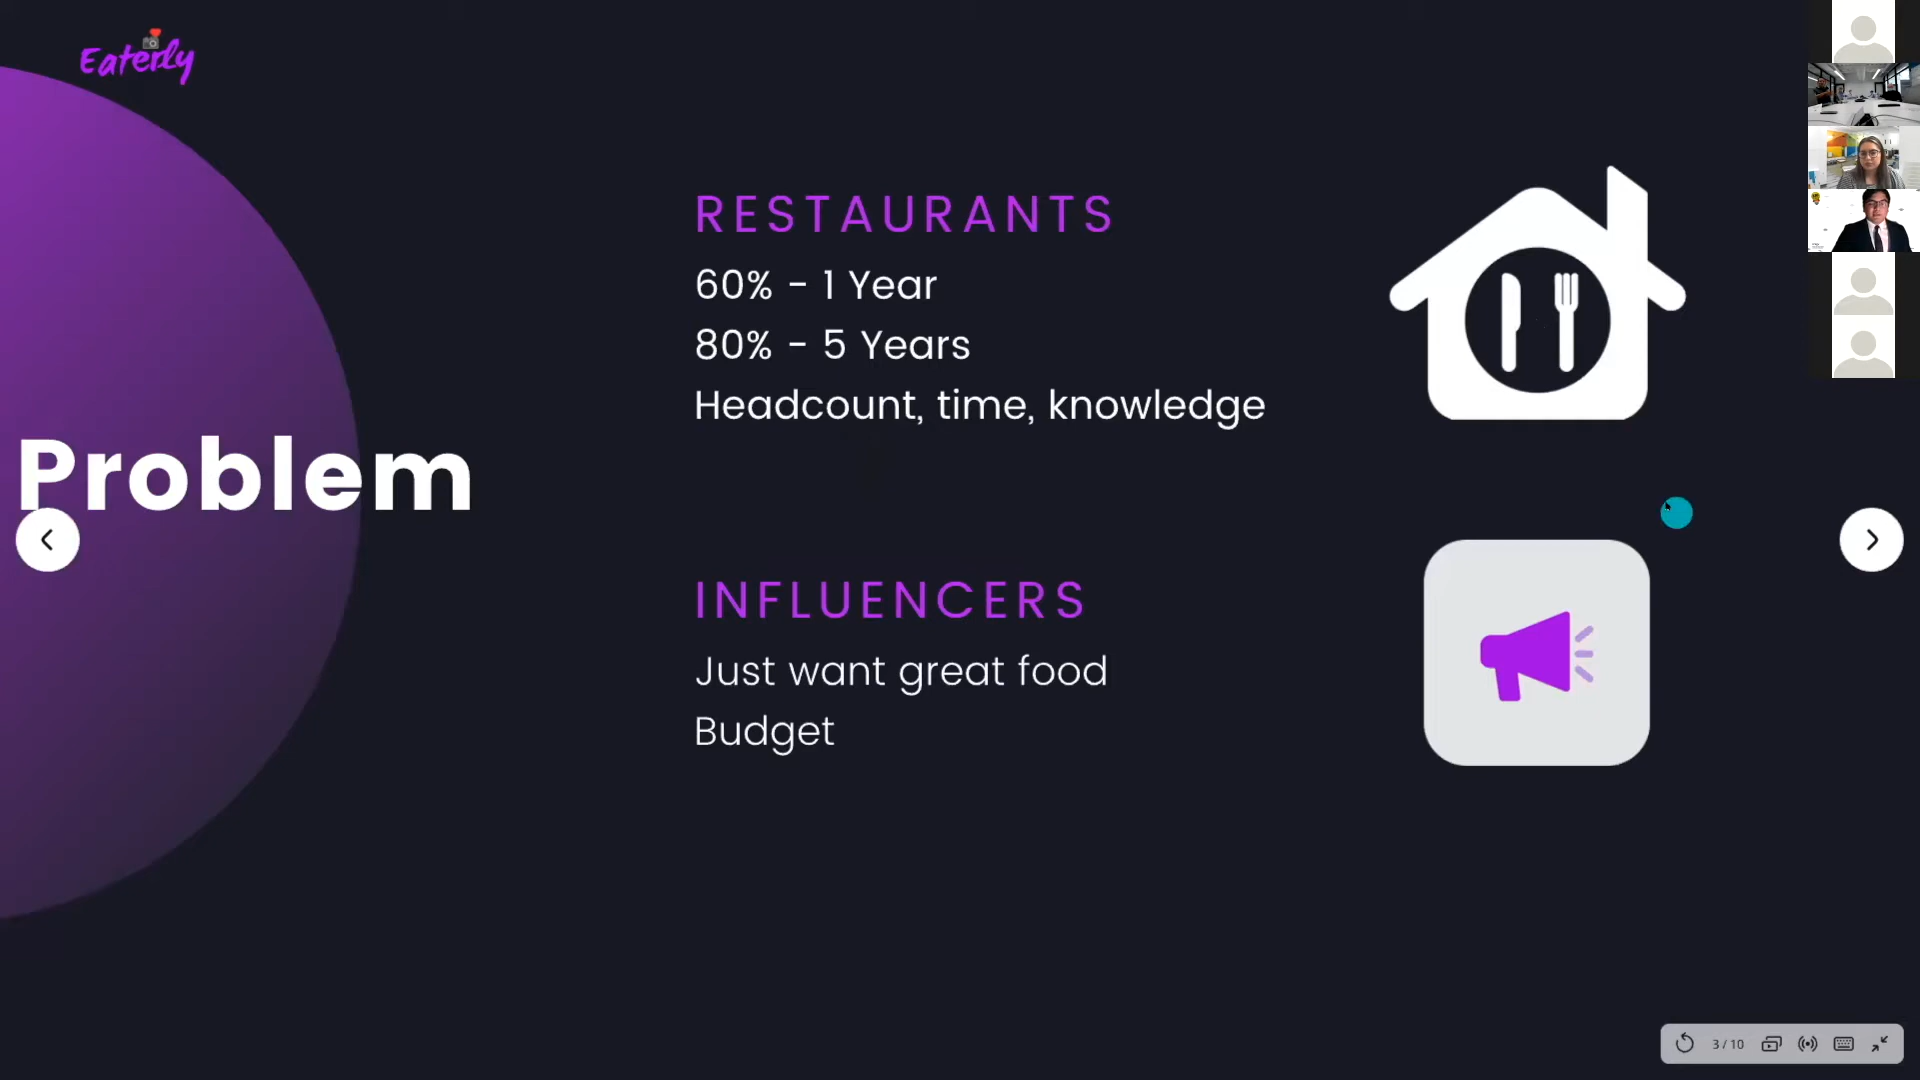 Eaterly
Problem
RESTAURANTS
60% - 1 Year
80% - 5 Years
Headcount, time, knowledge
INFLUENCERS
Just want great food
Budget
3 / 10